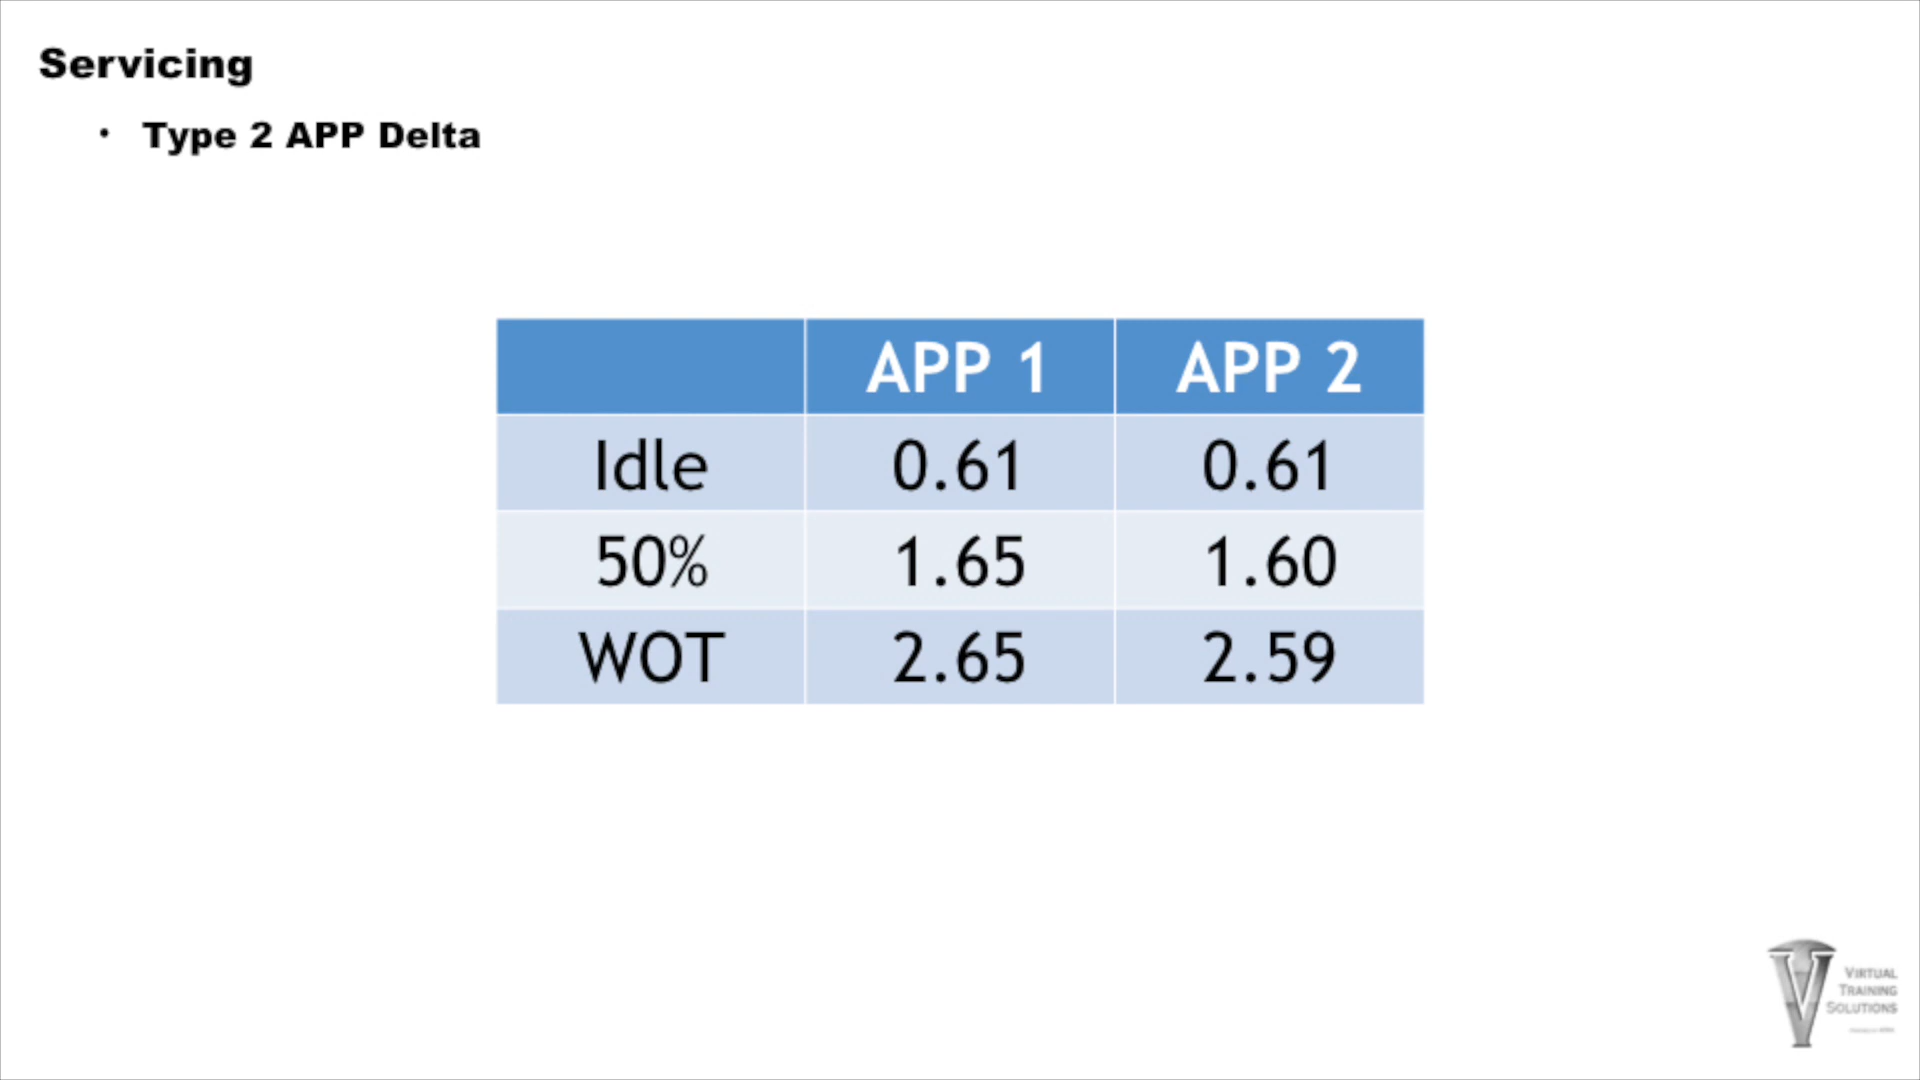 Servicing
• Type 2 APP Delta
APP 1 APP 2
Idle 0.61 0.61
50% 1.65 1.60
WOT 2.65 2.59
VIRTUAL
TRAINING
SOLUTIONS